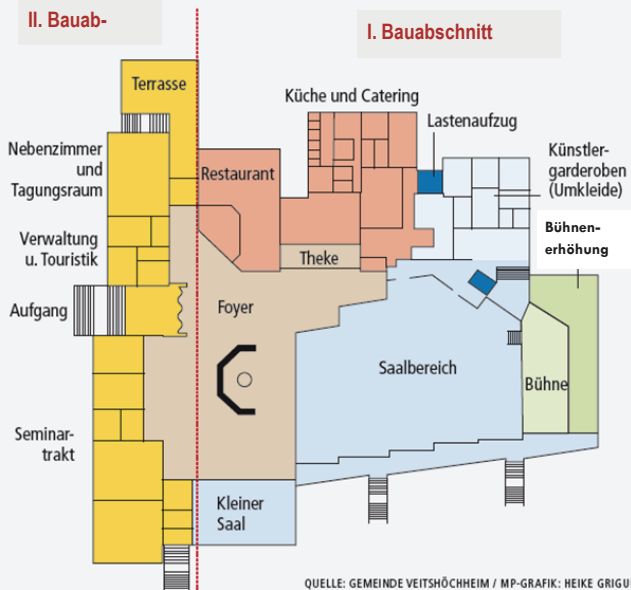 II. Bauab-
I. Bauabschnitt
Terrasse
Küche und Catering
Lastenaufzug
Nebenzimmer
und
Tagungsraum
Restaurant
Künstler-
garderoben
(Umkleide)
Bühnen-
erhöhung
Verwaltung
u. Touristik
Theke
Aufgang
Foyer
Saalbereich
Bühne
Seminar-
trakt
Kleiner
Saal
QUELLE: GEMEINDE VEITSHÖCHHEIM / MP-GRAFIK: HEIKE GRIGU